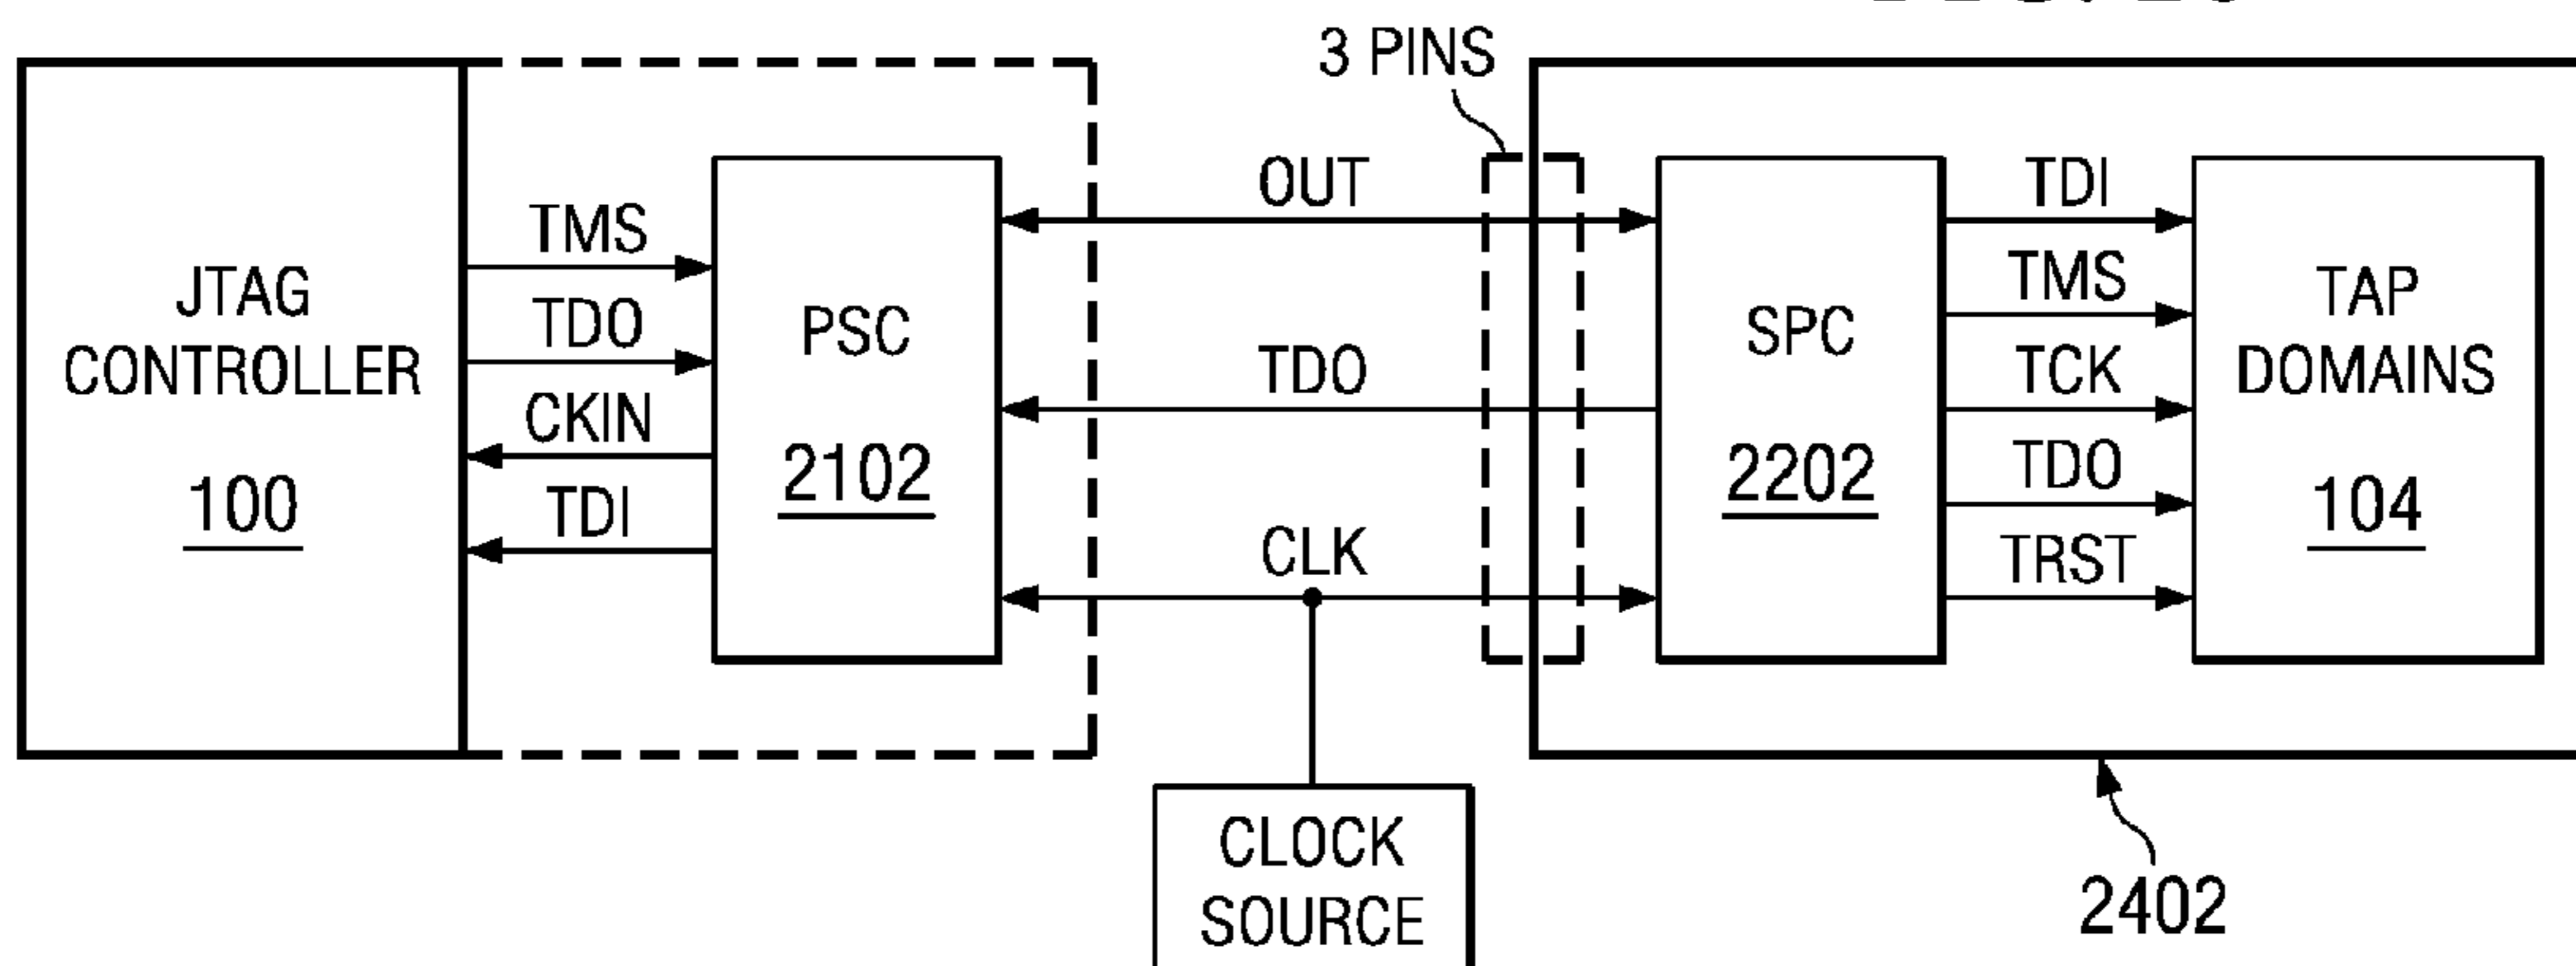 3 PINS
JTAG
CONTROLLER
100
TMS
TDO
CKIN
TDI
PSC
2102
OUT
TDO
CLK
SPC
2202
TDI
TMS
TCK
TDO
TRST
TAP
DOMAINS
104
CLOCK
SOURCE
2402